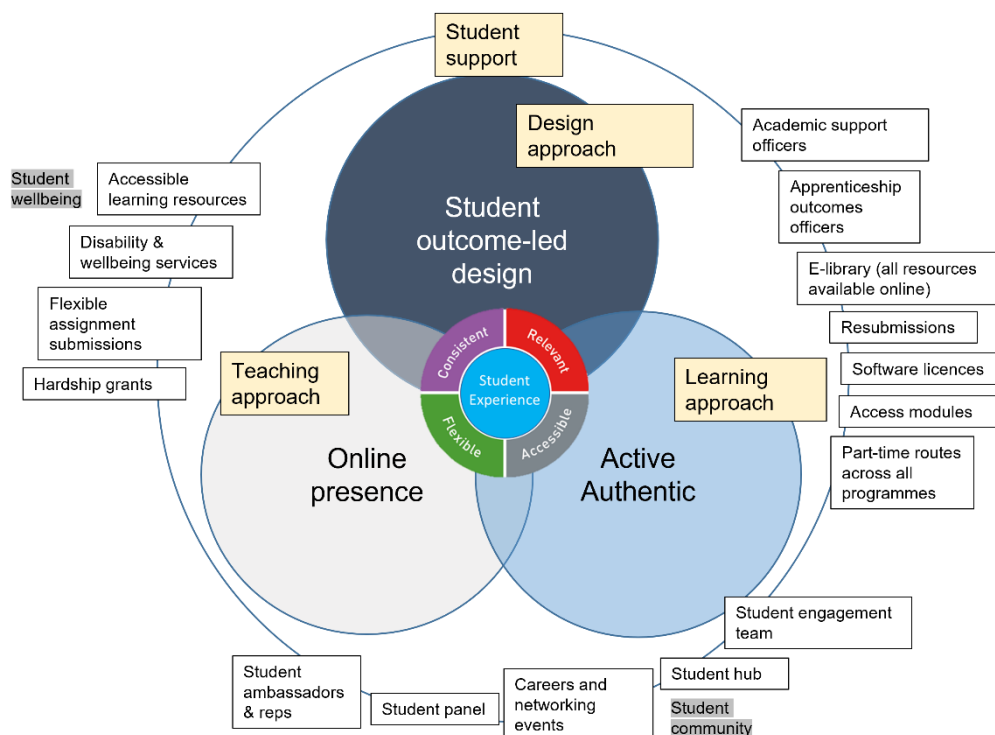 Student
support
Design
approach
Student
outcome-led
design
Academic support
officers
Apprenticeship
outcomes
officers
E-library (all resources
available online)
Resubmissions
Software licences
Access modules
Part-time routes
across all
programmes
Student
wellbeing
Accessible
learning resources
Disability &
wellbeing services
Flexible
assignment
submissions
Hardship grants
Teaching
approach
Online
presence
Consistent
Relevant
Student
Experience
Flexible
Accessible
Learning
approach
Active
Authentic
Student engagement
team
Student hub
Student
community
Careers and
networking
events
Student panel
Student
ambassadors
& reps